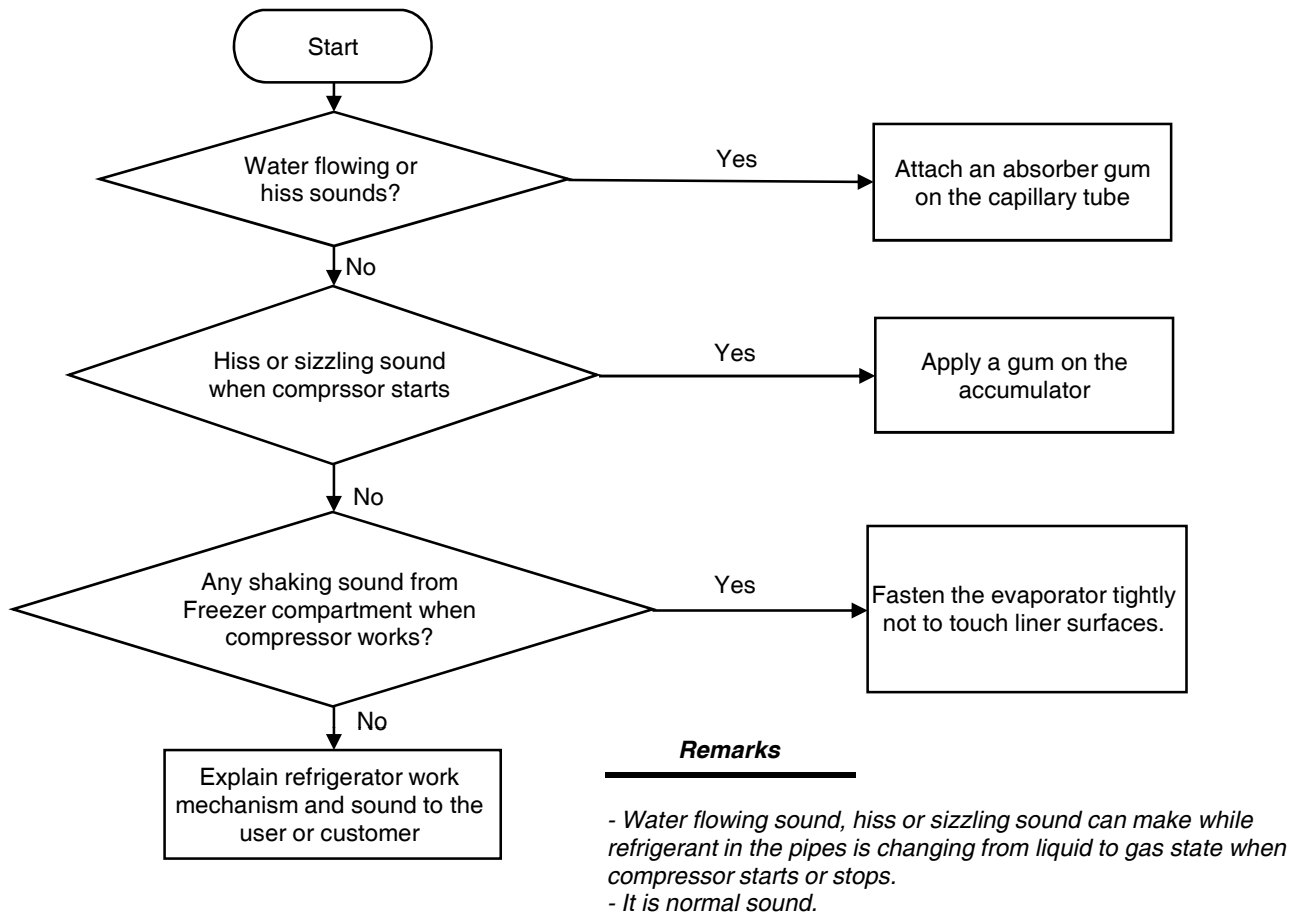 Start
Water flowing or
hiss sounds?
Yes
Attach an absorber gum
on the capillary tube
No
Hiss or sizzling sound
when comprssor starts
Yes
Apply a gum on the
accumulator
No
Any shaking sound from
Freezer compartment when
compressor works?
Yes
Fasten the evaporator tightly
not to touch liner surfaces.
No
Explain refrigerator work
mechanism and sound to the
user or customer
Remarks
- Water flowing sound, hiss or sizzling sound can make while
refrigerant in the pipes is changing from liquid to gas state when
compressor starts or stops.
- It is normal sound.